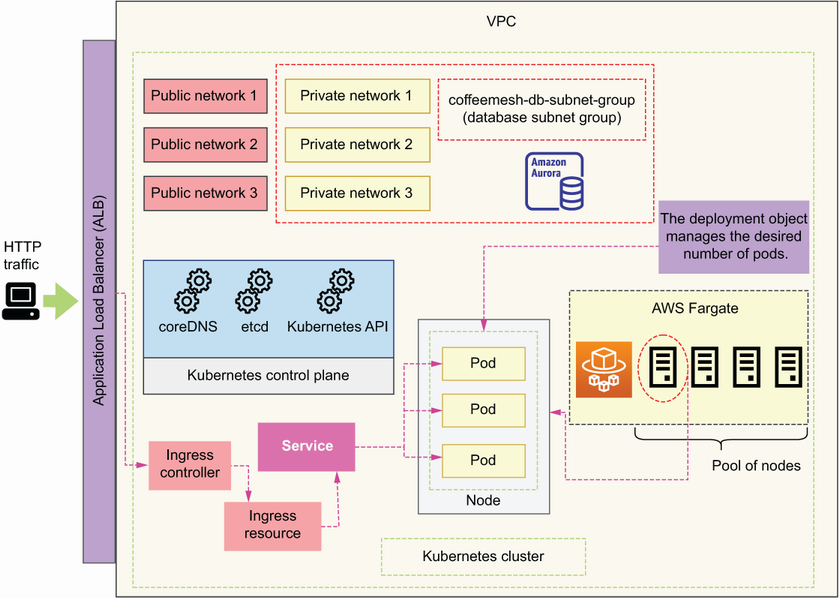 VPC
Public network 1
Private network 1
coffeemesh-db-subnet-group
(database subnet group)
Public network 2
Private network 2
Amazon
Aurora
Public network 3
Private network 3
The deployment object
manages the desired
number of pods.
HTTP
traffic
Application Load Balancer (ALB)
coreDNS
etcd
Kubernetes API
Kubernetes control plane
AWS Fargate
Pod
Pod
Pod
Node
Pool of nodes
Service
Ingress
controller
Ingress
resource
Kubernetes cluster